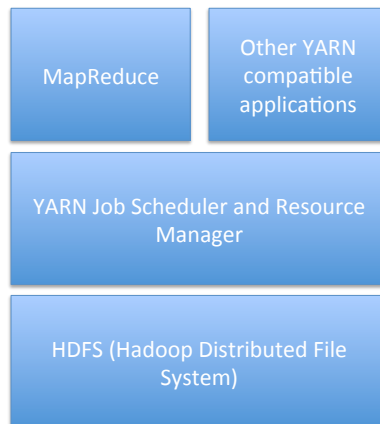 MapReduce
Other YARN
compatible
applications
YARN Job Scheduler and Resource
Manager
HDFS (Hadoop Distributed File
System)